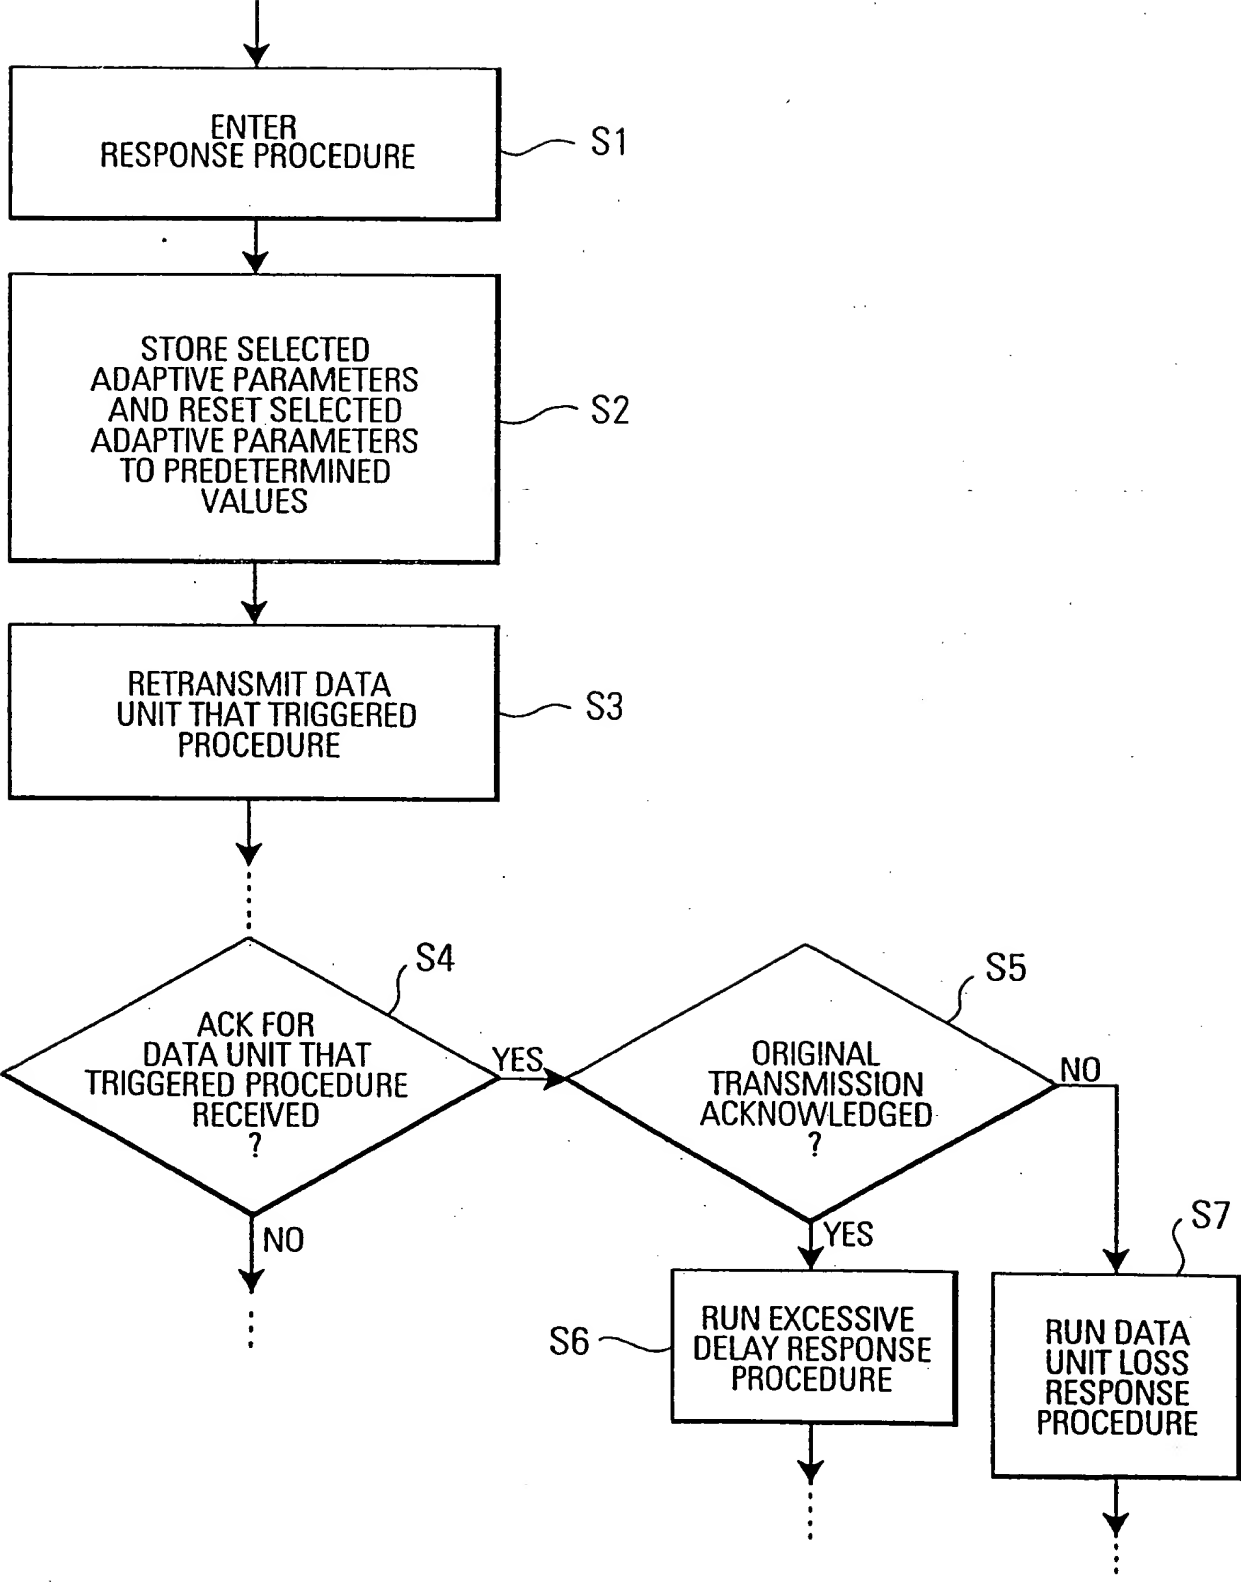 ENTER
RESPONSE PROCEDURE
S1
STORE SELECTED
ADAPTIVE PARAMETERS
AND RESET SELECTED
ADAPTIVE PARAMETERS
TO PREDETERMINED
VALUES
S2
RETRANSMIT DATA
UNIT THAT TRIGGERED
PROCEDURE
S3
S4
ACK FOR
DATA UNIT THAT
TRIGGERED PROCEDURE
RECEIVED
?
YES
NO
S5
ORIGINAL
TRANSMISSION
ACKNOWLEDGED
?
NO
YES
S6
RUN EXCESSIVE
DELAY RESPONSE
PROCEDURE
S7
RUN DATA
UNIT LOSS
RESPONSE
PROCEDURE